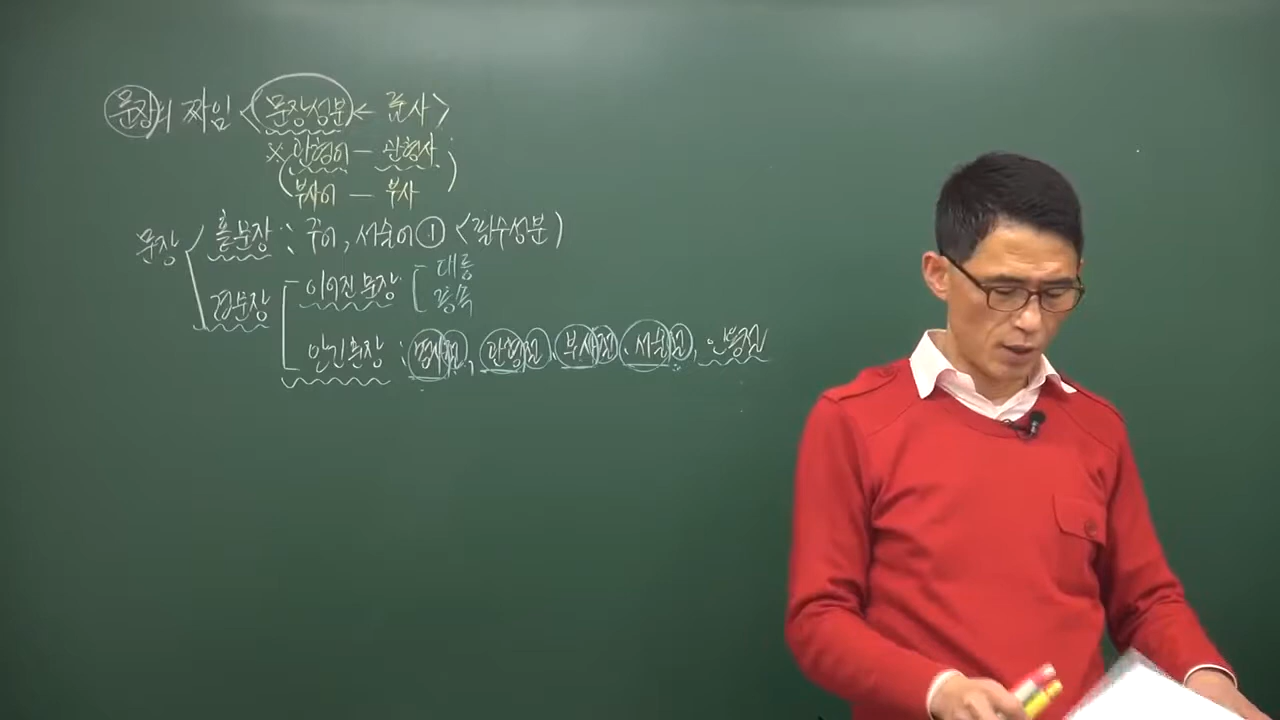 문장의 짜임 <문장성분 ← 품사>
※ 관형어 — 관형사
(부사어 — 부사)
문장 < 홑문장 : 주어, 서술어 ① <필수성분)
겹문장 [ 이어진 문장 [ 대등
종속
안긴문장 : 명사절, 관형절, 부사절, 서술절, 인용절